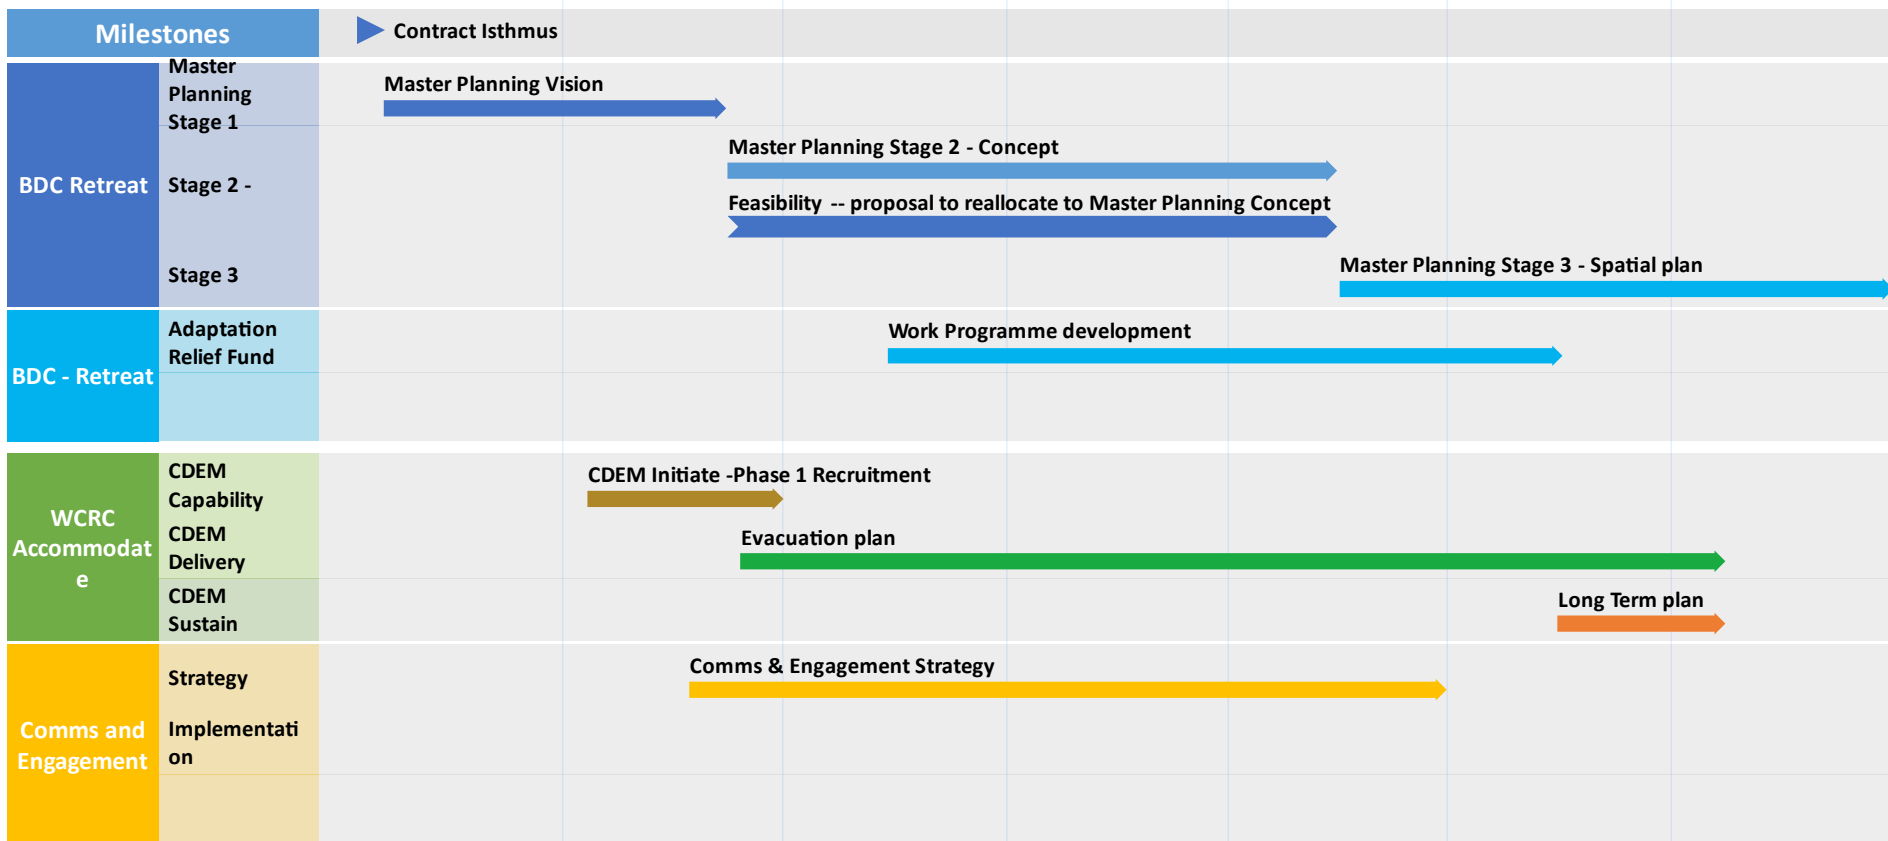 Milestones
Contract Isthmus
BDC Retreat
Master
Planning
Stage 1
Master Planning Vision
Stage 2 -
Master Planning Stage 2 - Concept
Feasibility -- proposal to reallocate to Master Planning Concept
Stage 3
Master Planning Stage 3 - Spatial plan
BDC - Retreat
Adaptation
Relief Fund
Work Programme development
WCRC
Accommodat
e
CDEM
Capability
CDEM Initiate -Phase 1 Recruitment
CDEM
Delivery
Evacuation plan
CDEM
Sustain
Long Term plan
Comms and
Engagement
Strategy
Comms & Engagement Strategy
Implementati
on